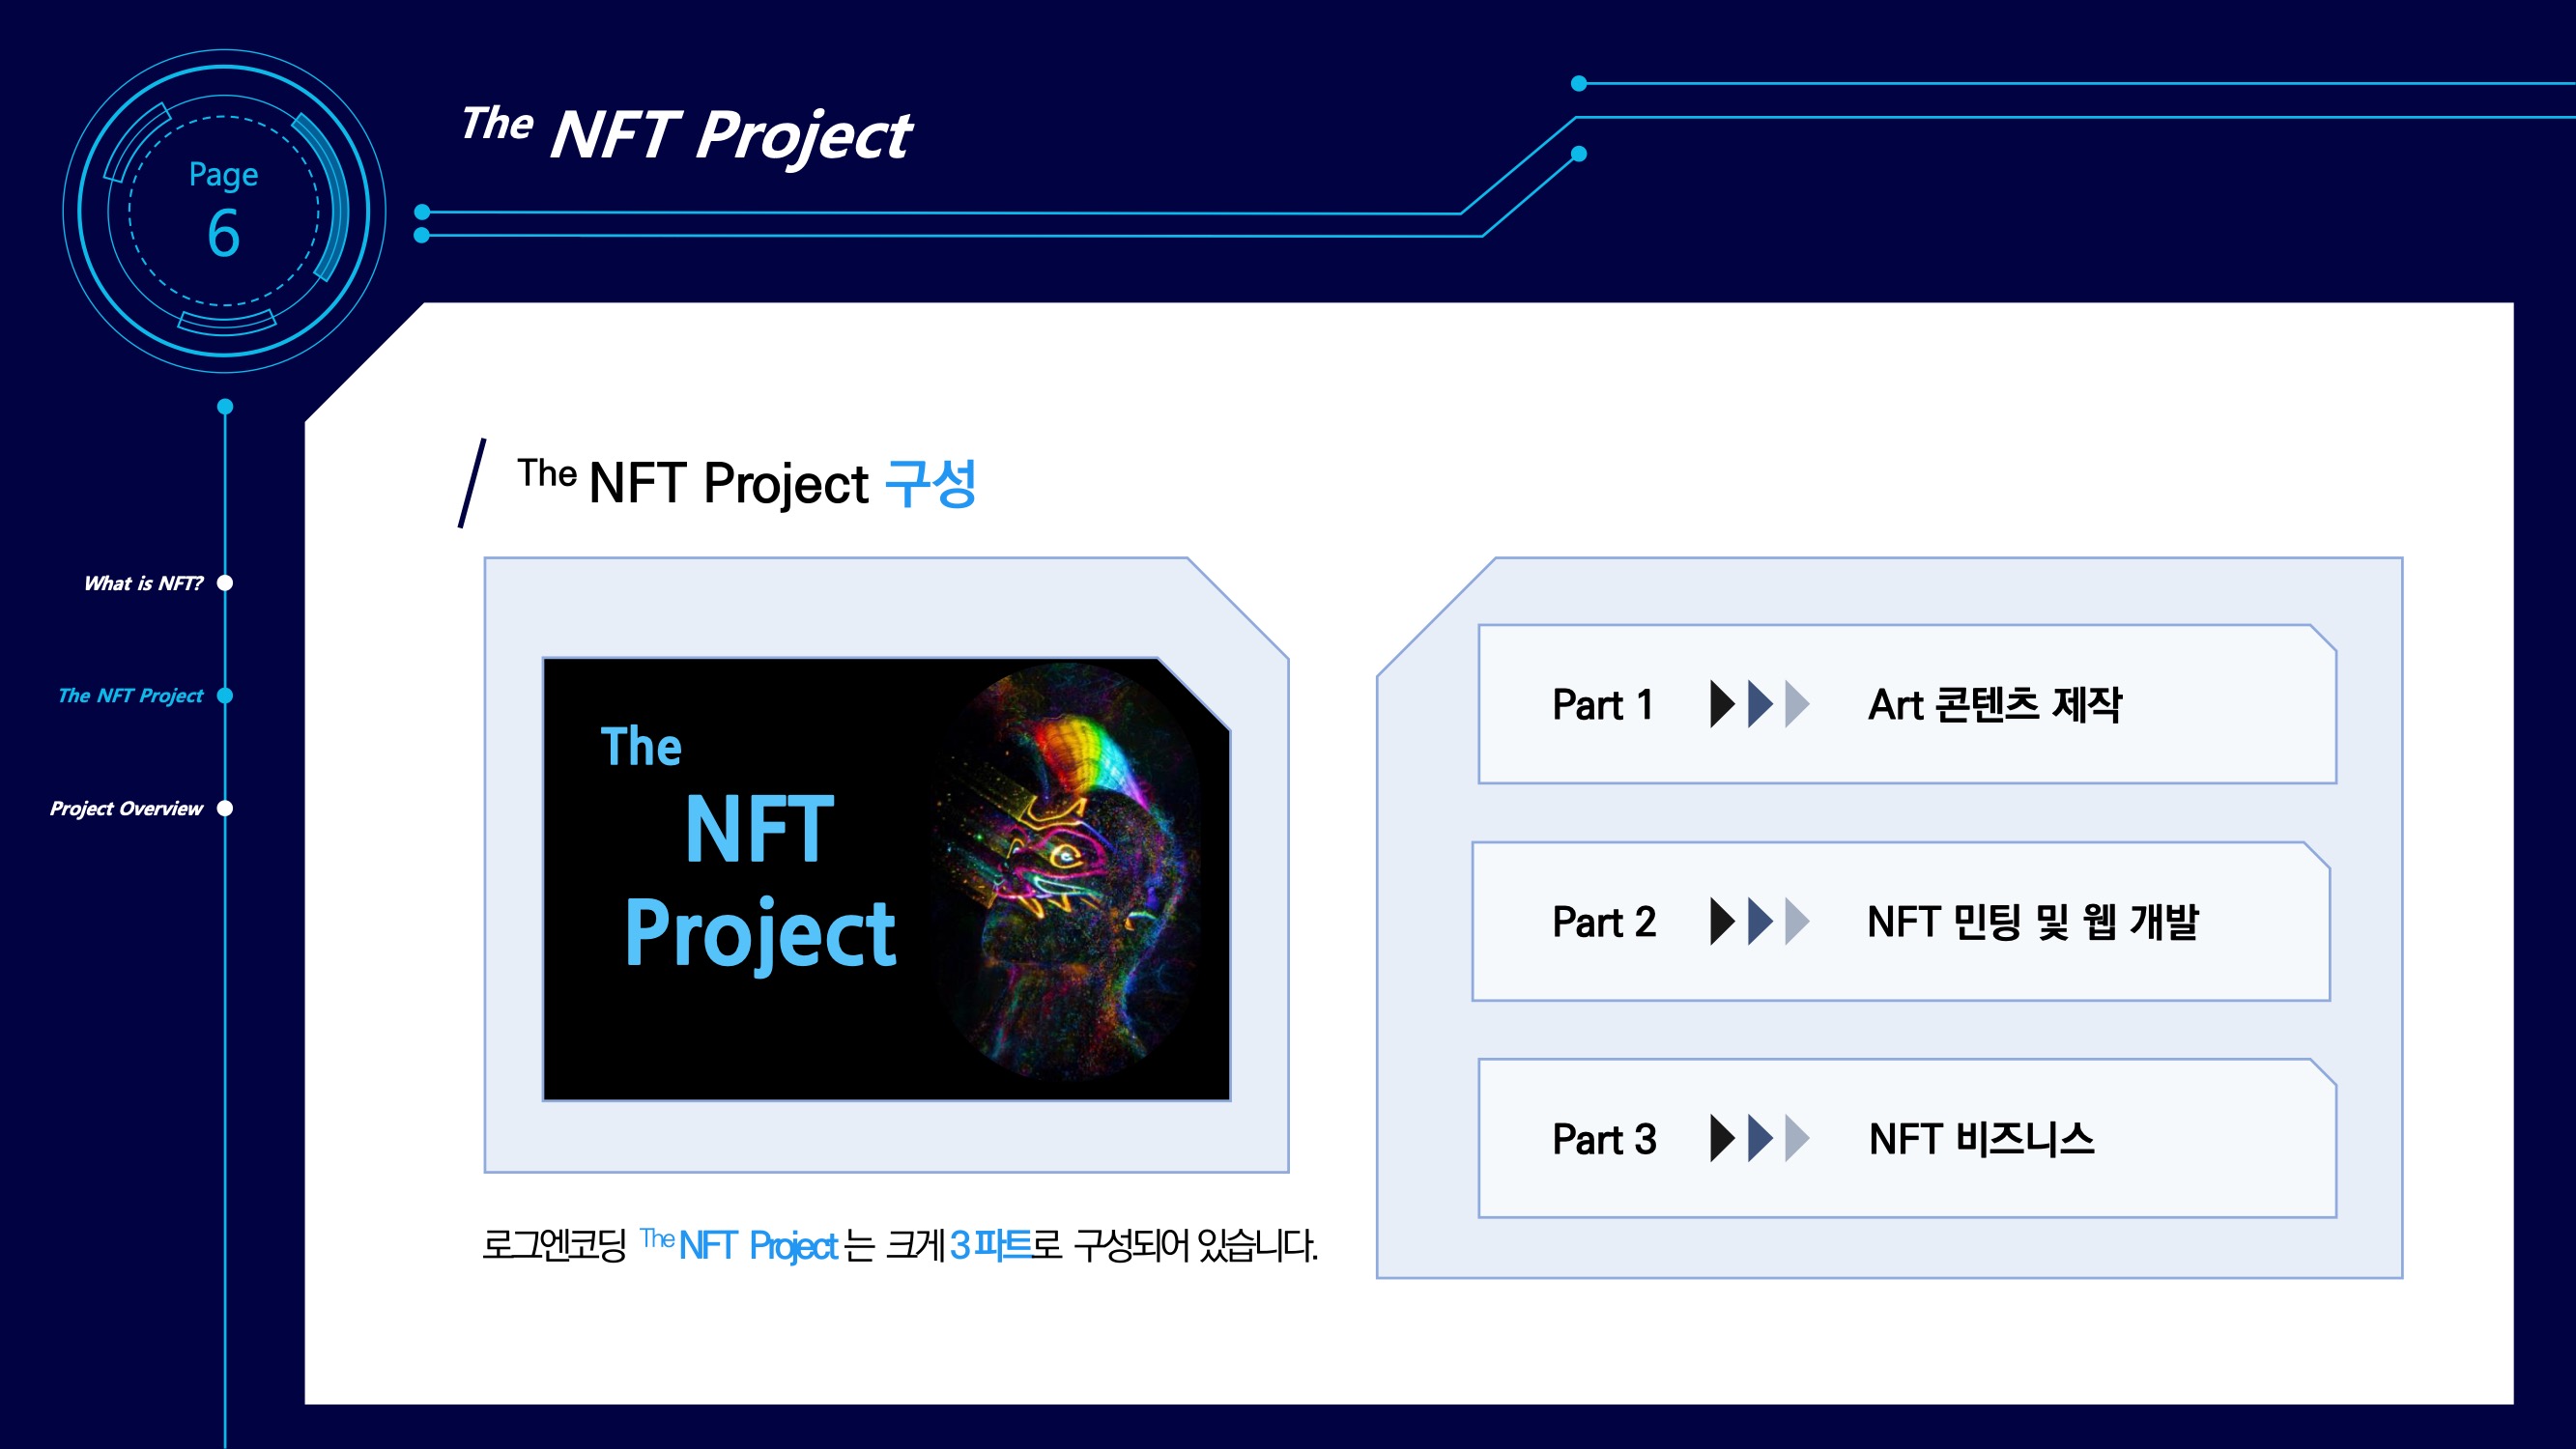 Page
6
The NFT Project
What is NFT?
The NFT Project
Project Overview
The NFT Project 구성
The
NFT
Project
로그엔코딩 The NFT Project 는 크게 3 파트로 구성되어 있습니다.
Part 1 Art 콘텐츠 제작
Part 2 NFT 민팅 및 웹 개발
Part 3 NFT 비즈니스